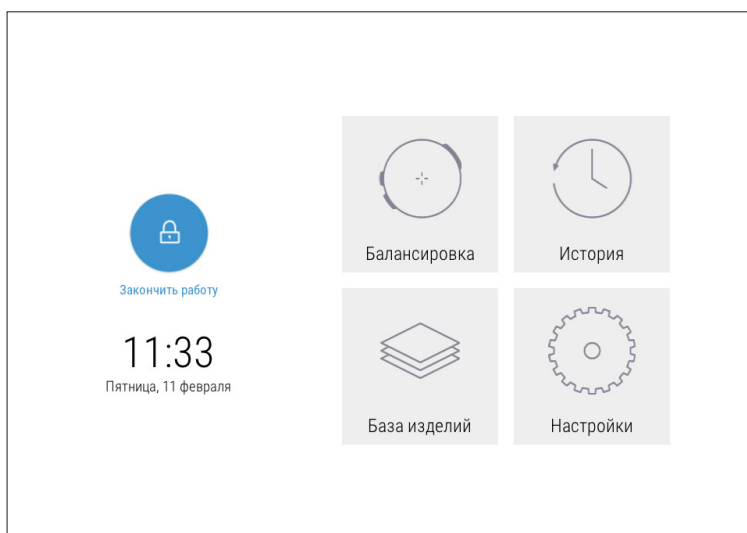 Закончить работу
11:33
Пятница, 11 февраля
Балансировка
История
База изделий
Настройки